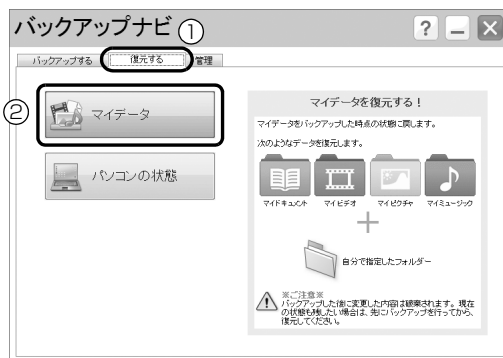 バックアップナビ
①
? − ×
バックアップする 復元する 管理
②
マイデータ
パソコンの状態
マイデータを復元する！
マイデータをバックアップした時点の状態に戻します。
次のようなデータを復元します。
マイドキュメント マイビデオ マイピクチャ マイミュージック
+
自分で指定したフォルダー
※ご注意※
バックアップした後に変更した内容は破棄されます。現在
の状態も残したい場合は、先にバックアップを行ってから、
復元してください。